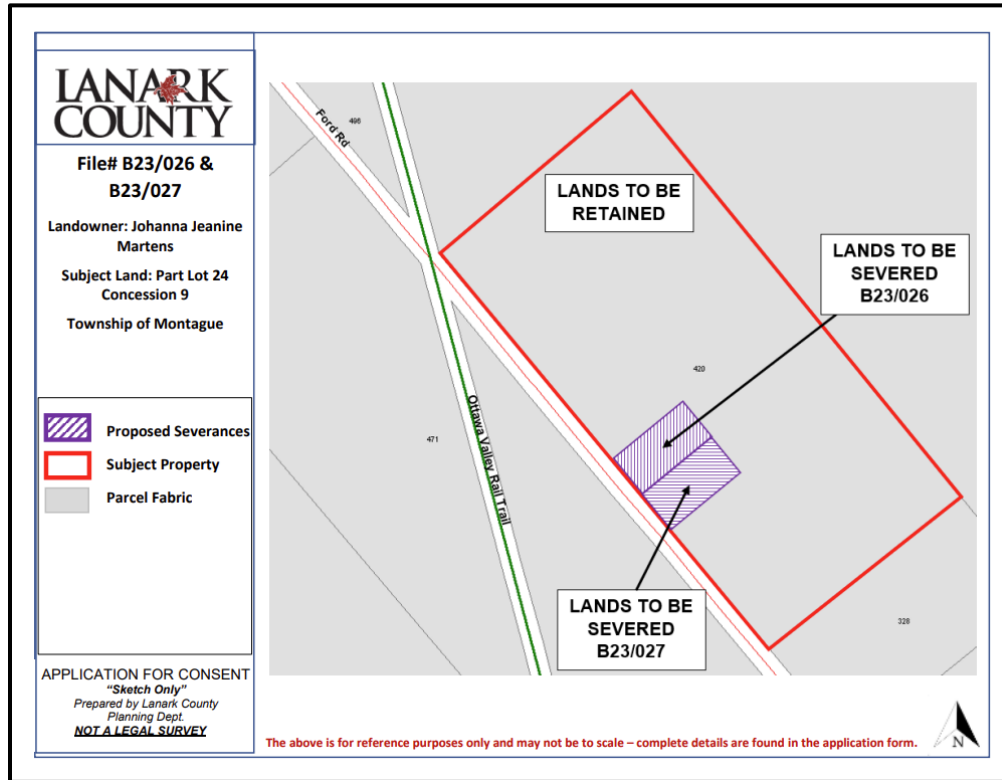 LANARK
COUNTY
File# B23/026 &
B23/027
Landowner: Johanna Jeanine
Martens
Subject Land: Part Lot 24
Concession 9
Township of Montague
Proposed Severances
Subject Property
Parcel Fabric
APPLICATION FOR CONSENT
“Sketch Only”
Prepared by Lanark County
Planning Dept.
NOT A LEGAL SURVEY
Ford Rd
496
LANDS TO BE
RETAINED
LANDS TO BE
SEVERED
B23/026
420
Ottawa Valley Rail Trail
471
LANDS TO BE
SEVERED
B23/027
328
The above is for reference purposes only and may not be to scale – complete details are found in the application form.
N